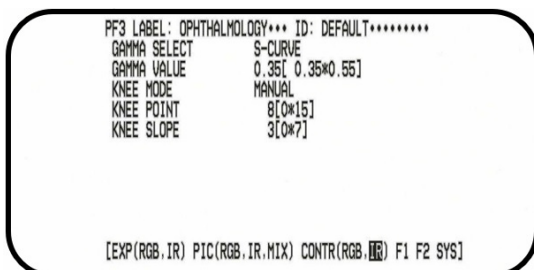 PF3 LABEL: OPHTHALMOLOGY*** ID: DEFAULT*********
GAMMA SELECT S-CURVE
GAMMA VALUE 0.35[ 0.35*0.55]
KNEE MODE MANUAL
KNEE POINT 8[0*15]
KNEE SLOPE 3[0*7]
[EXP(RGB,IR) PIC(RGB,IR,MIX) CONTR(RGB,IR) F1 F2 SYS]